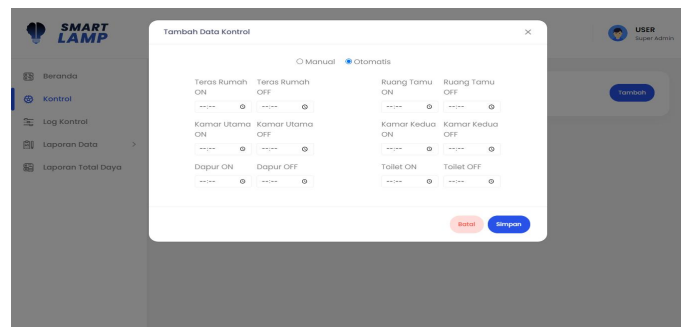 SMART
LAMP
Tambah Data Kontrol
USER
Super Admin
Manual Otomatis
Beranda
Kontrol
Log Kontrol
Laporan Data
Laporan Total Daya
Tambah
Teras Rumah ON
Teras Rumah OFF
Ruang Tamu ON
Ruang Tamu OFF
--:-- --:-- --:-- --:--
Kamar Utama ON
Kamar Utama OFF
Kamar Kedua ON
Kamar Kedua OFF
--:-- --:-- --:-- --:--
Dapur ON Dapur OFF Toilet ON Toilet OFF
--:-- --:-- --:-- --:--
Batal Simpan